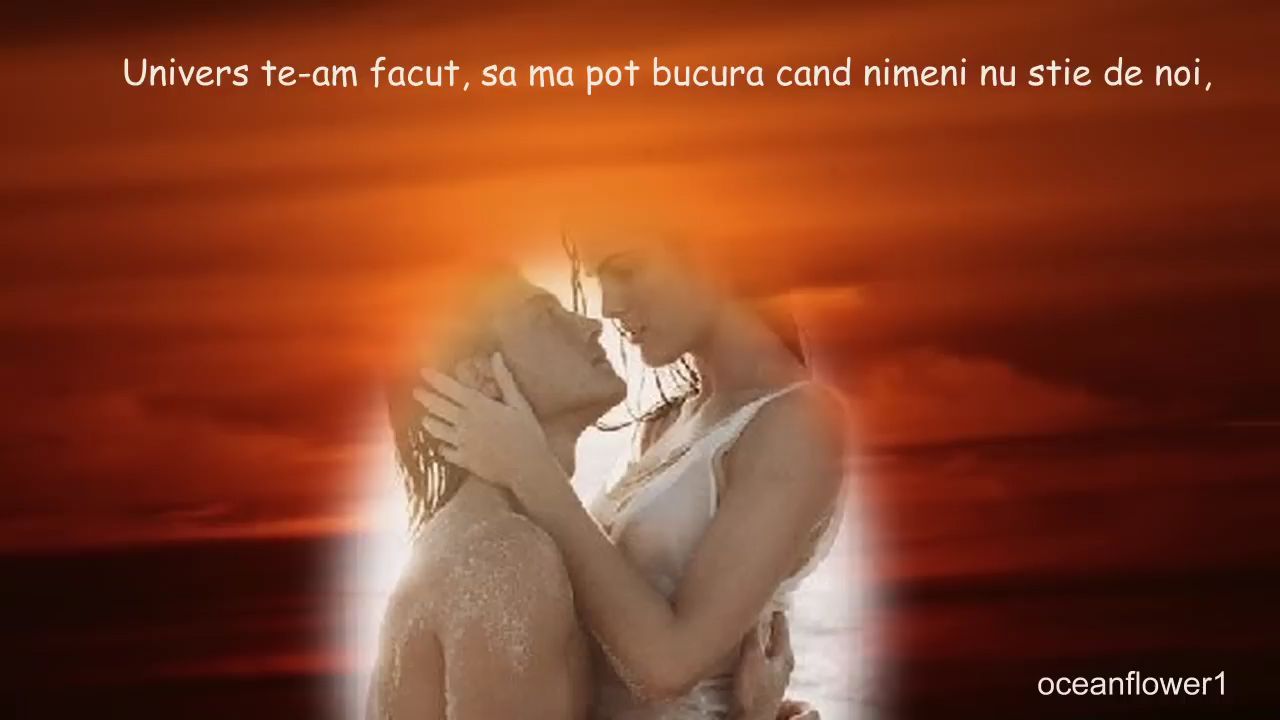 Univers te-am facut, sa ma pot bucura cand nimeni nu stie de noi,
oceanflower1